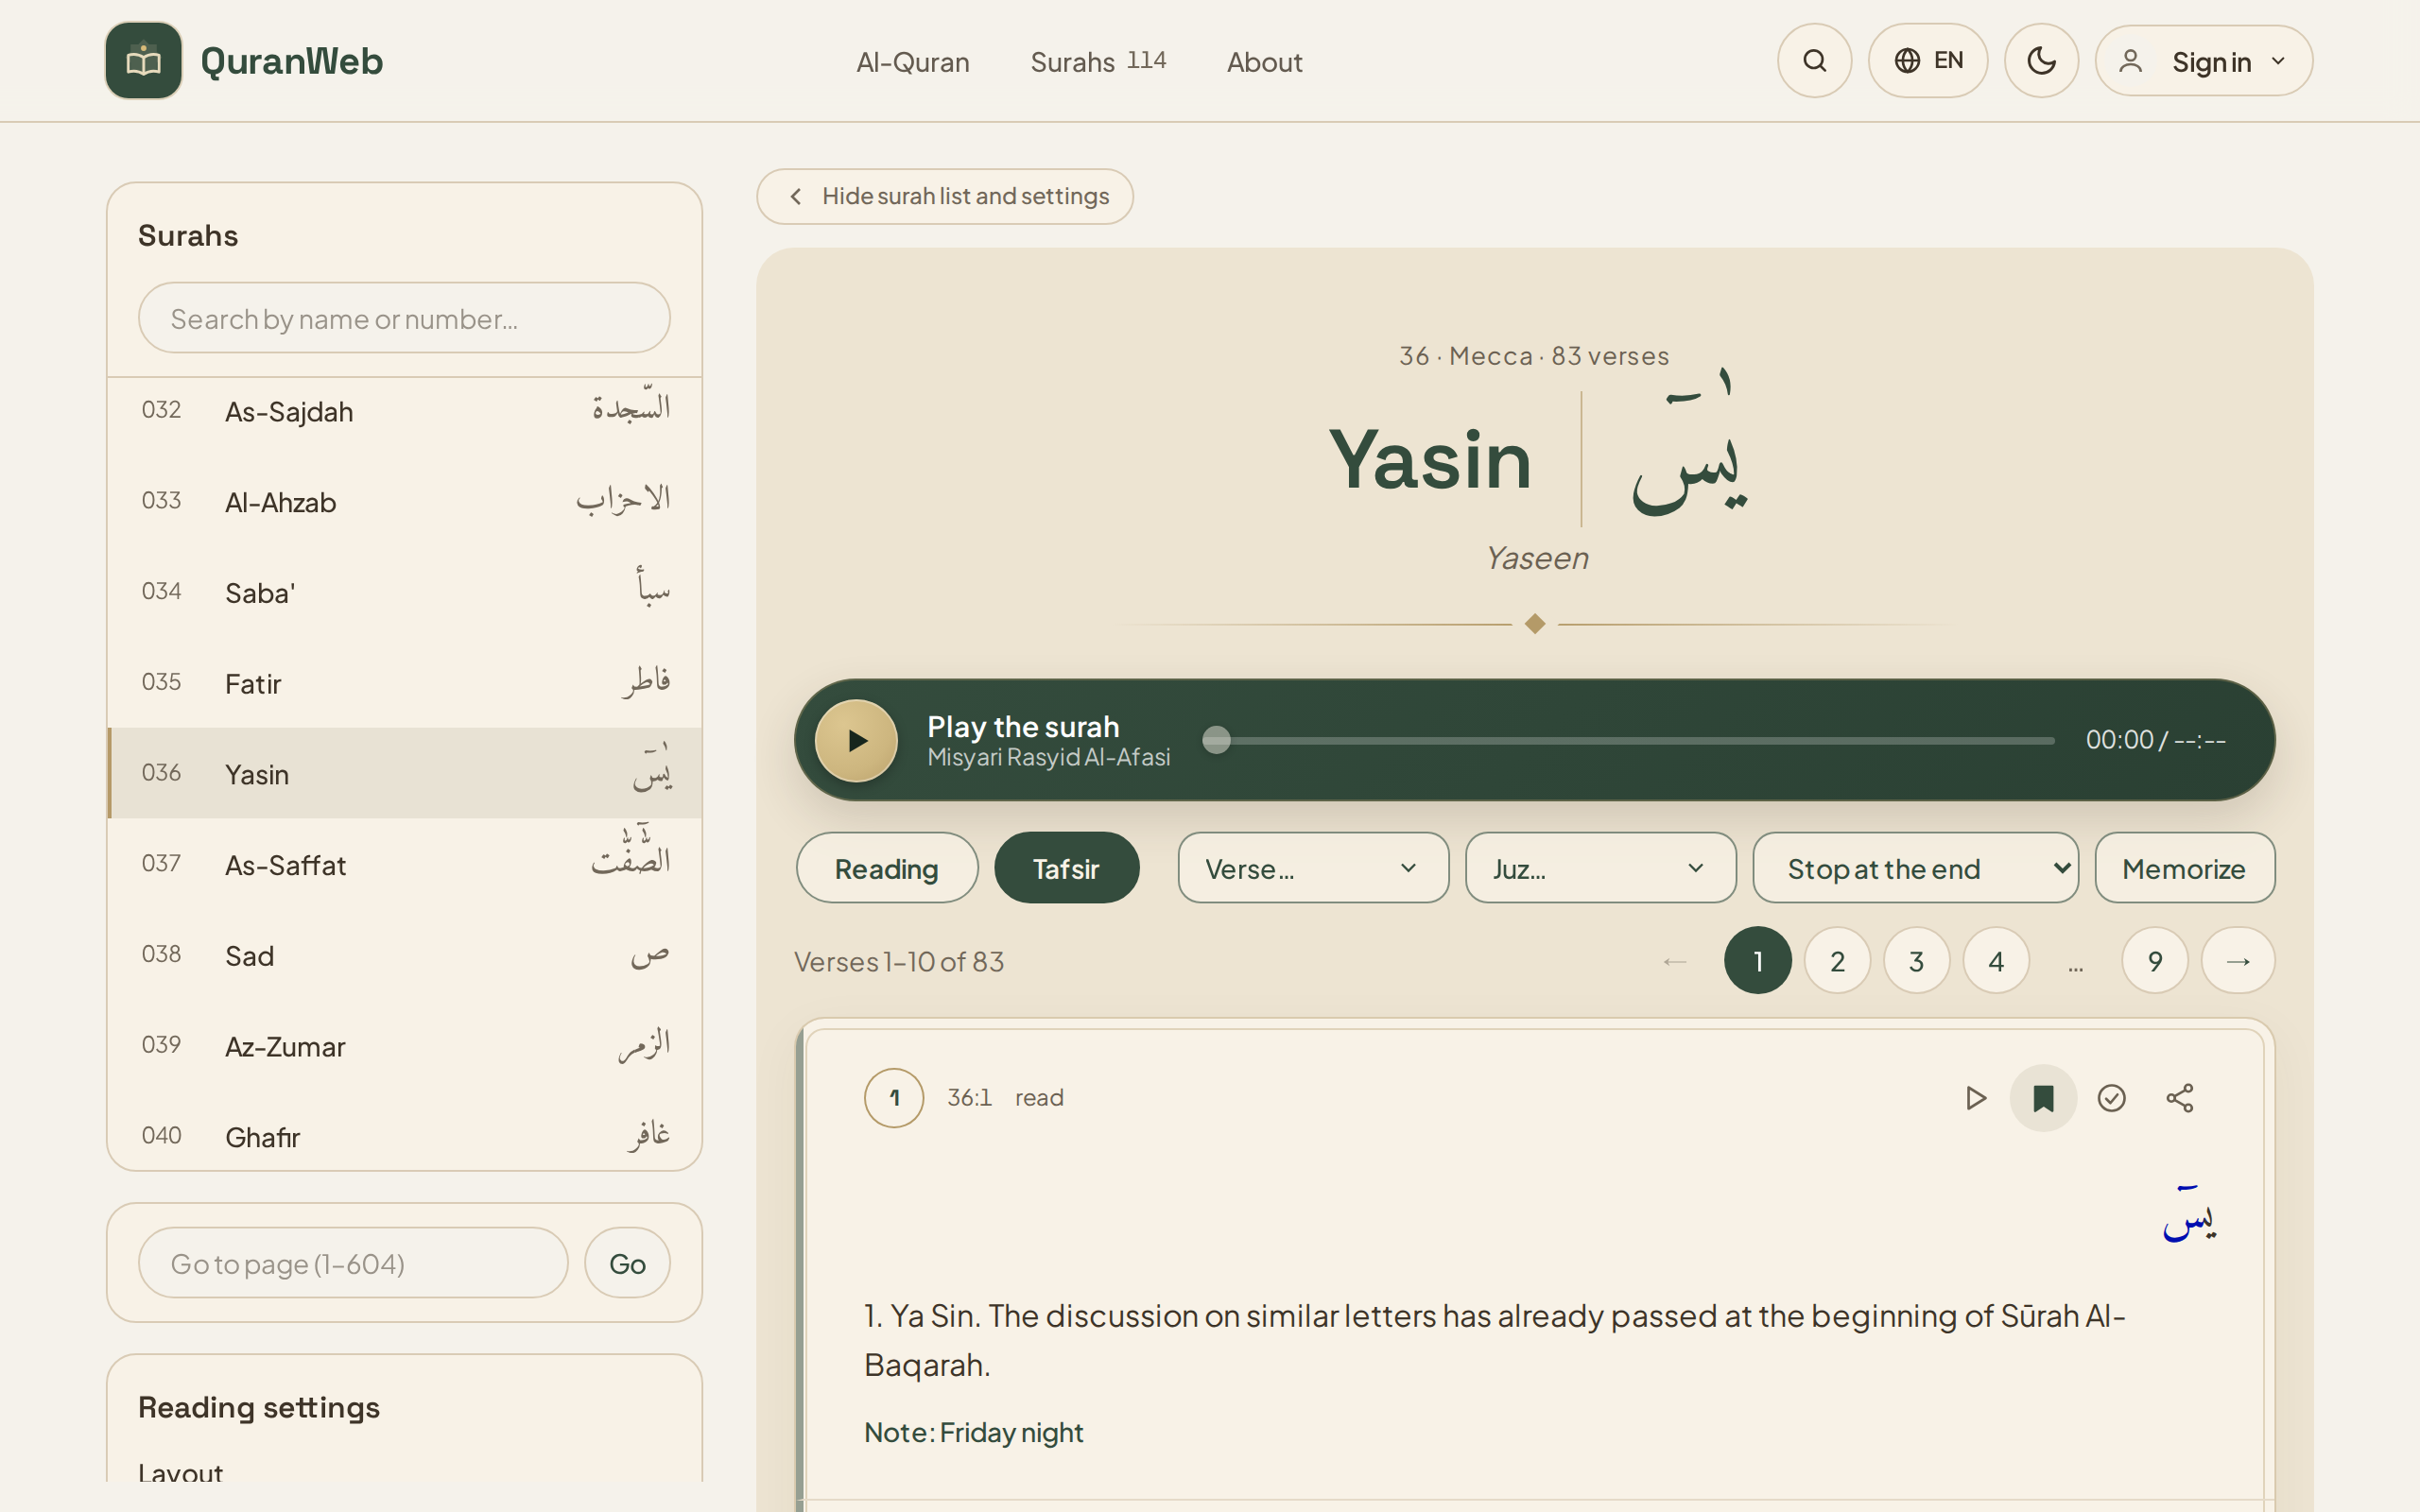 QuranWeb
Al-Quran
Surahs 114
About
EN
Sign in
Surahs
Search by name or number...
032 As-Sajdah السّجدة
033 Al-Ahzab الاحزاب
034 Saba' سبأ
035 Fatir فاطر
036 Yasin يٰسۤ
037 As-Saffat الصّٰۤفّٰت
038 Sad ص
039 Az-Zumar الزمر
040 Ghafir غافر
Go to page (1–604)
Go
Reading settings
Layout
Hide surah list and settings
36 · Mecca · 83 verses
Yasin يٰسۤ
Yaseen
Play the surah
Misyari Rasyid Al-Afasi
00:00 / --:--
Reading
Tafsir
Verse...
Juz...
Stop at the end
Memorize
Verses 1–10 of 83
← 1 2 3 4 … 9 →
1 36:1 read
يسٓ
1. Ya Sin. The discussion on similar letters has already passed at the beginning of Sūrah Al-
Baqarah.
Note: Friday night